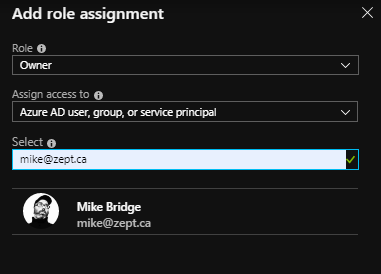 Add role assignment
Role
Owner
Assign access to
Azure AD user, group, or service principal
Select
mike@zept.ca
Mike Bridge
mike@zept.ca